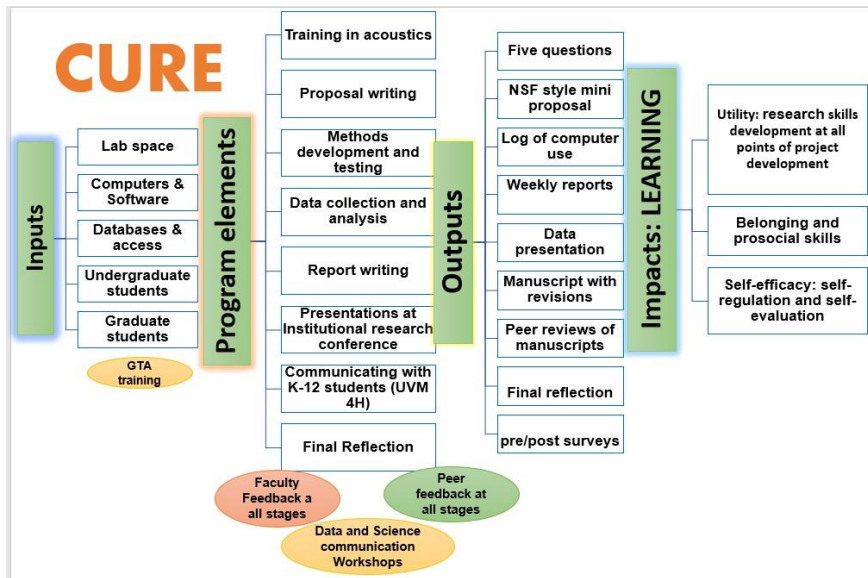 CURE
Inputs
Lab space
Computers &
Software
Databases &
access
Undergraduate
students
Graduate
students
GTA
training
Program elements
Training in acoustics
Proposal writing
Methods
development and
testing
Data collection and
analysis
Report writing
Presentations at
Institutional research
conference
Communicating with
K-12 students (UVM
4H)
Final Reflection
Faculty
Feedback a
all stages
Peer
feedback at
all stages
Data and Science
communication
Workshops
Outputs
Five questions
NSF style mini
proposal
Log of computer
use
Weekly reports
Data
presentation
Manuscript with
revisions
Peer reviews of
manuscripts
Final reflection
pre/post surveys
Impacts: LEARNING
Utility: research skills
development at all
points of project
development
Belonging and
prosocial skills
Self-efficacy: self-
regulation and self-
evaluation